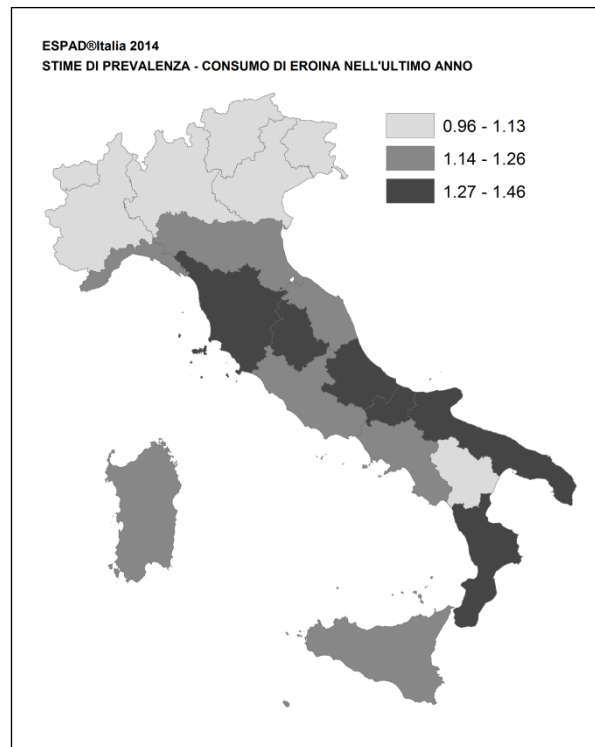 ESPAD®Italia 2014
STIME DI PREVALENZA - CONSUMO DI EROINA NELL'ULTIMO ANNO
0.96 - 1.13
1.14 - 1.26
1.27 - 1.46